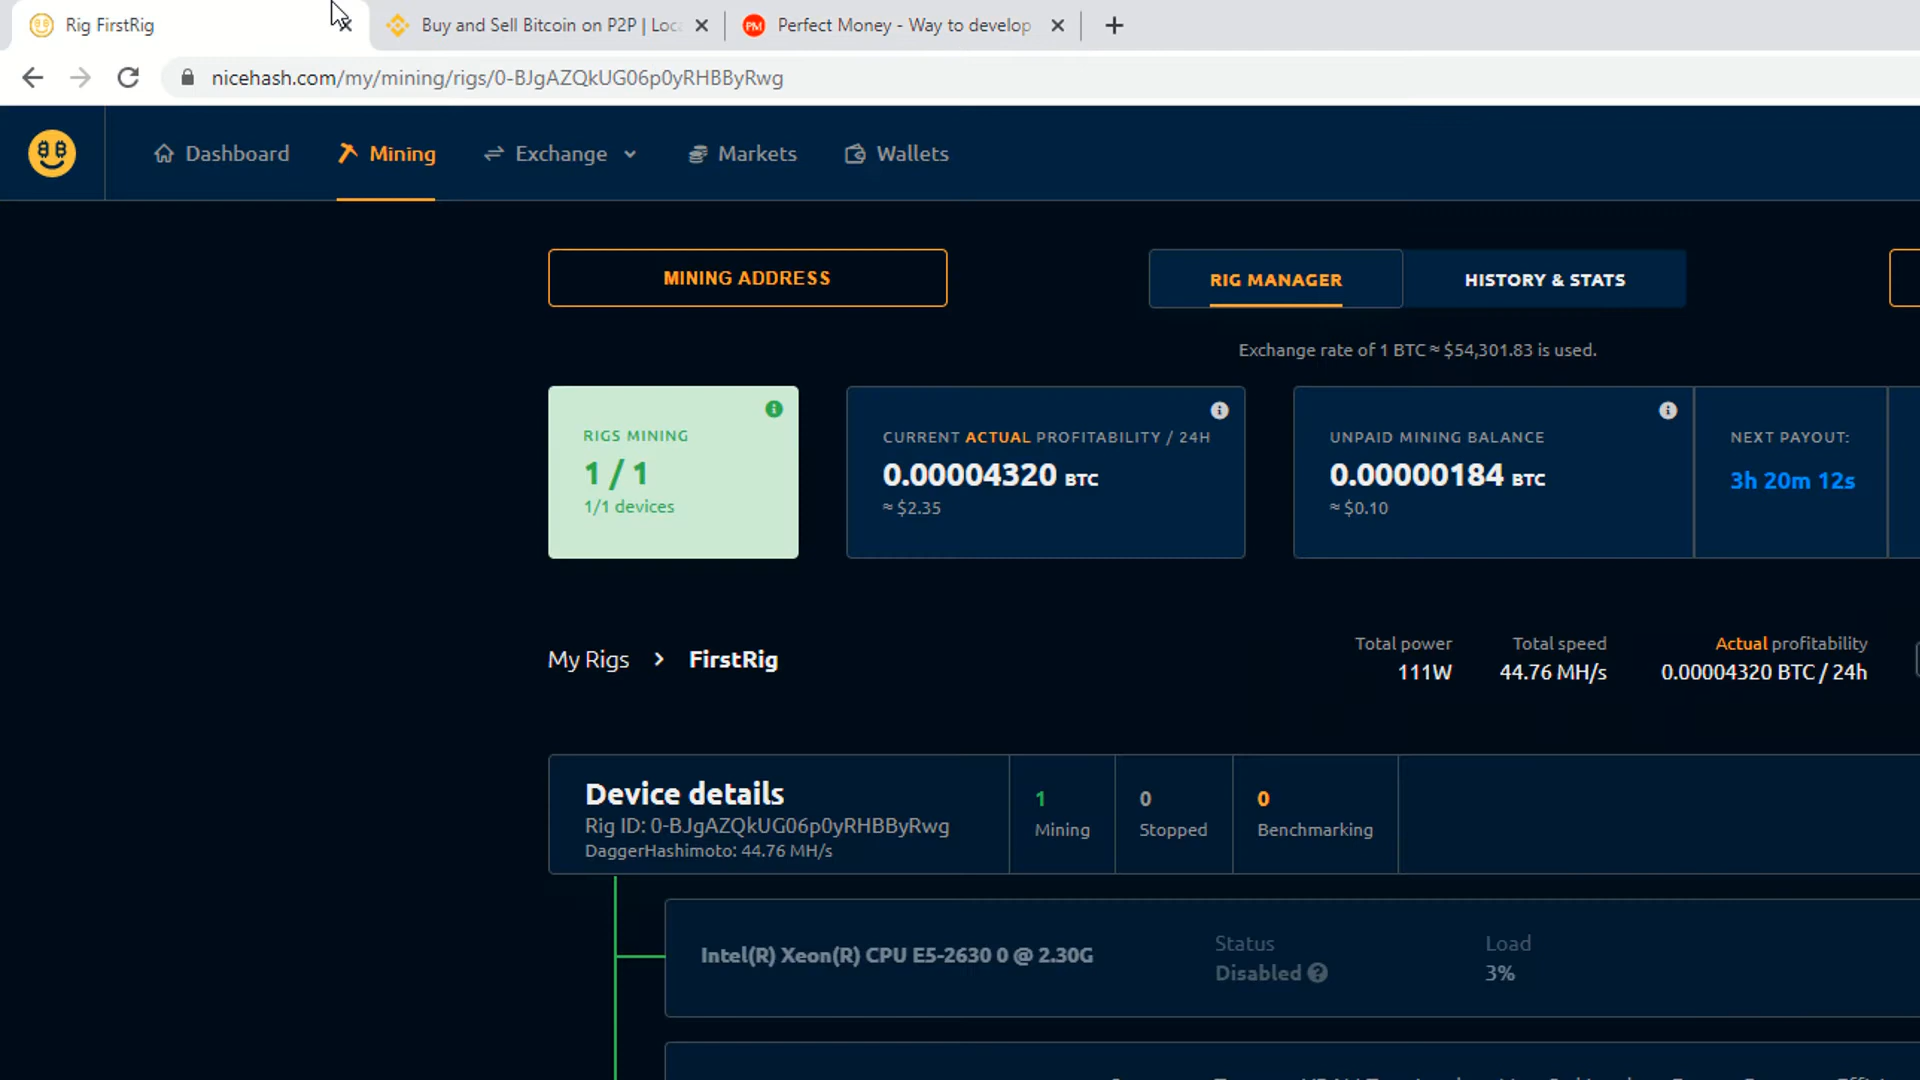 Rig FirstRig
Buy and Sell Bitcoin on P2P | Loc
Perfect Money - Way to develop
nicehash.com/my/mining/rigs/0-BJgAZQkUG06p0yRHBByRwg
Dashboard
Mining
Exchange
Markets
Wallets
MINING ADDRESS
RIG MANAGER
HISTORY & STATS
Exchange rate of 1 BTC ≈ $54,301.83 is used.
RIGS MINING
1 / 1
1/1 devices
CURRENT ACTUAL PROFITABILITY / 24H
0.00004320 BTC
≈ $2.35
UNPAID MINING BALANCE
0.00000184 BTC
≈ $0.10
NEXT PAYOUT:
3h 20m 12s
My Rigs > FirstRig
Total power
111W
Total speed
44.76 MH/s
Actual profitability
0.00004320 BTC / 24h
Device details
Rig ID: 0-BJgAZQkUG06p0yRHBByRwg
DaggerHashimoto: 44.76 MH/s
1
Mining
0
Stopped
0
Benchmarking
Intel(R) Xeon(R) CPU E5-2630 0 @ 2.30G
Status
Disabled
Load
3%